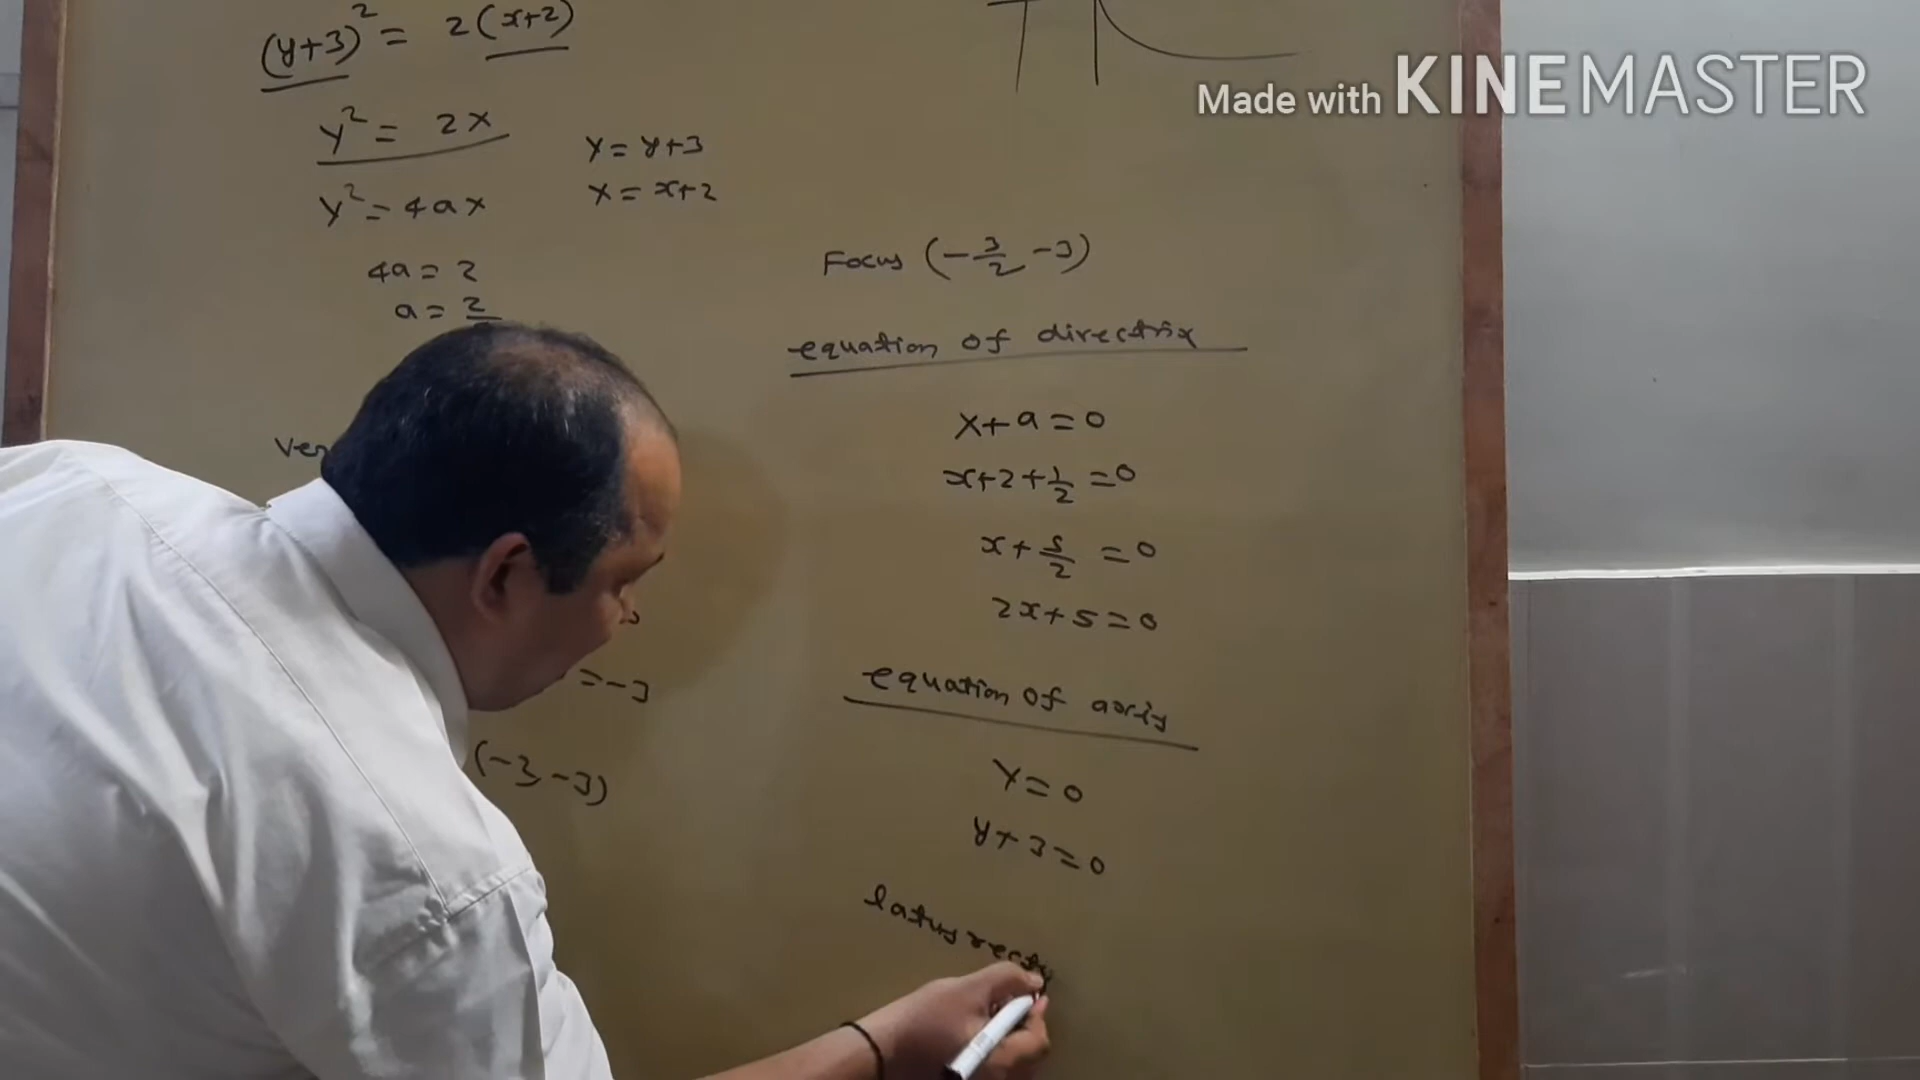 (y+3)² = 2(x+2)
Y² = 2X
Y² = 4aX
4a = 2
a = 2
Y = y+3
X = x+2
Ver
= -3
(-3, -3)
Made with KINEMASTER
Focus (-3/2 -3)
equation of directrix
X+a=0
x+2+1/2=0
x+5/2=0
2x+5=0
equation of axis
Y=0
y+3=0
latus rectu